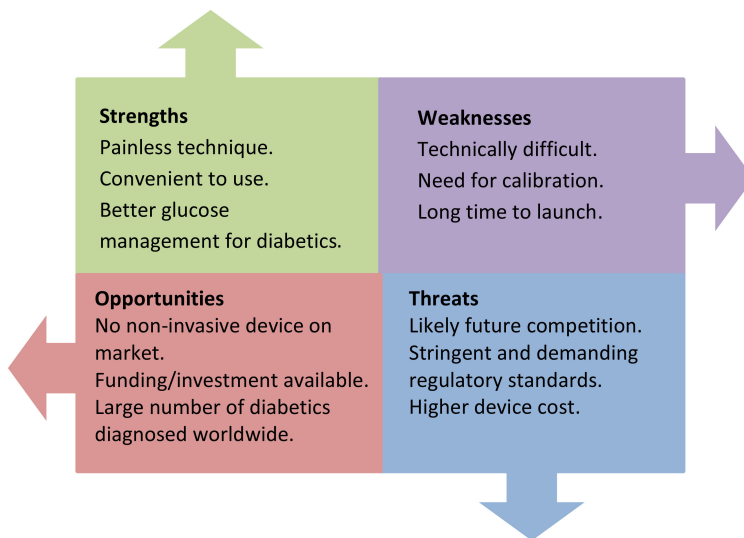 Strengths
Painless technique.
Convenient to use.
Better glucose
management for diabetics.
Weaknesses
Technically difficult.
Need for calibration.
Long time to launch.
Opportunities
No non-invasive device on
market.
Funding/investment available.
Large number of diabetics
diagnosed worldwide.
Threats
Likely future competition.
Stringent and demanding
regulatory standards.
Higher device cost.